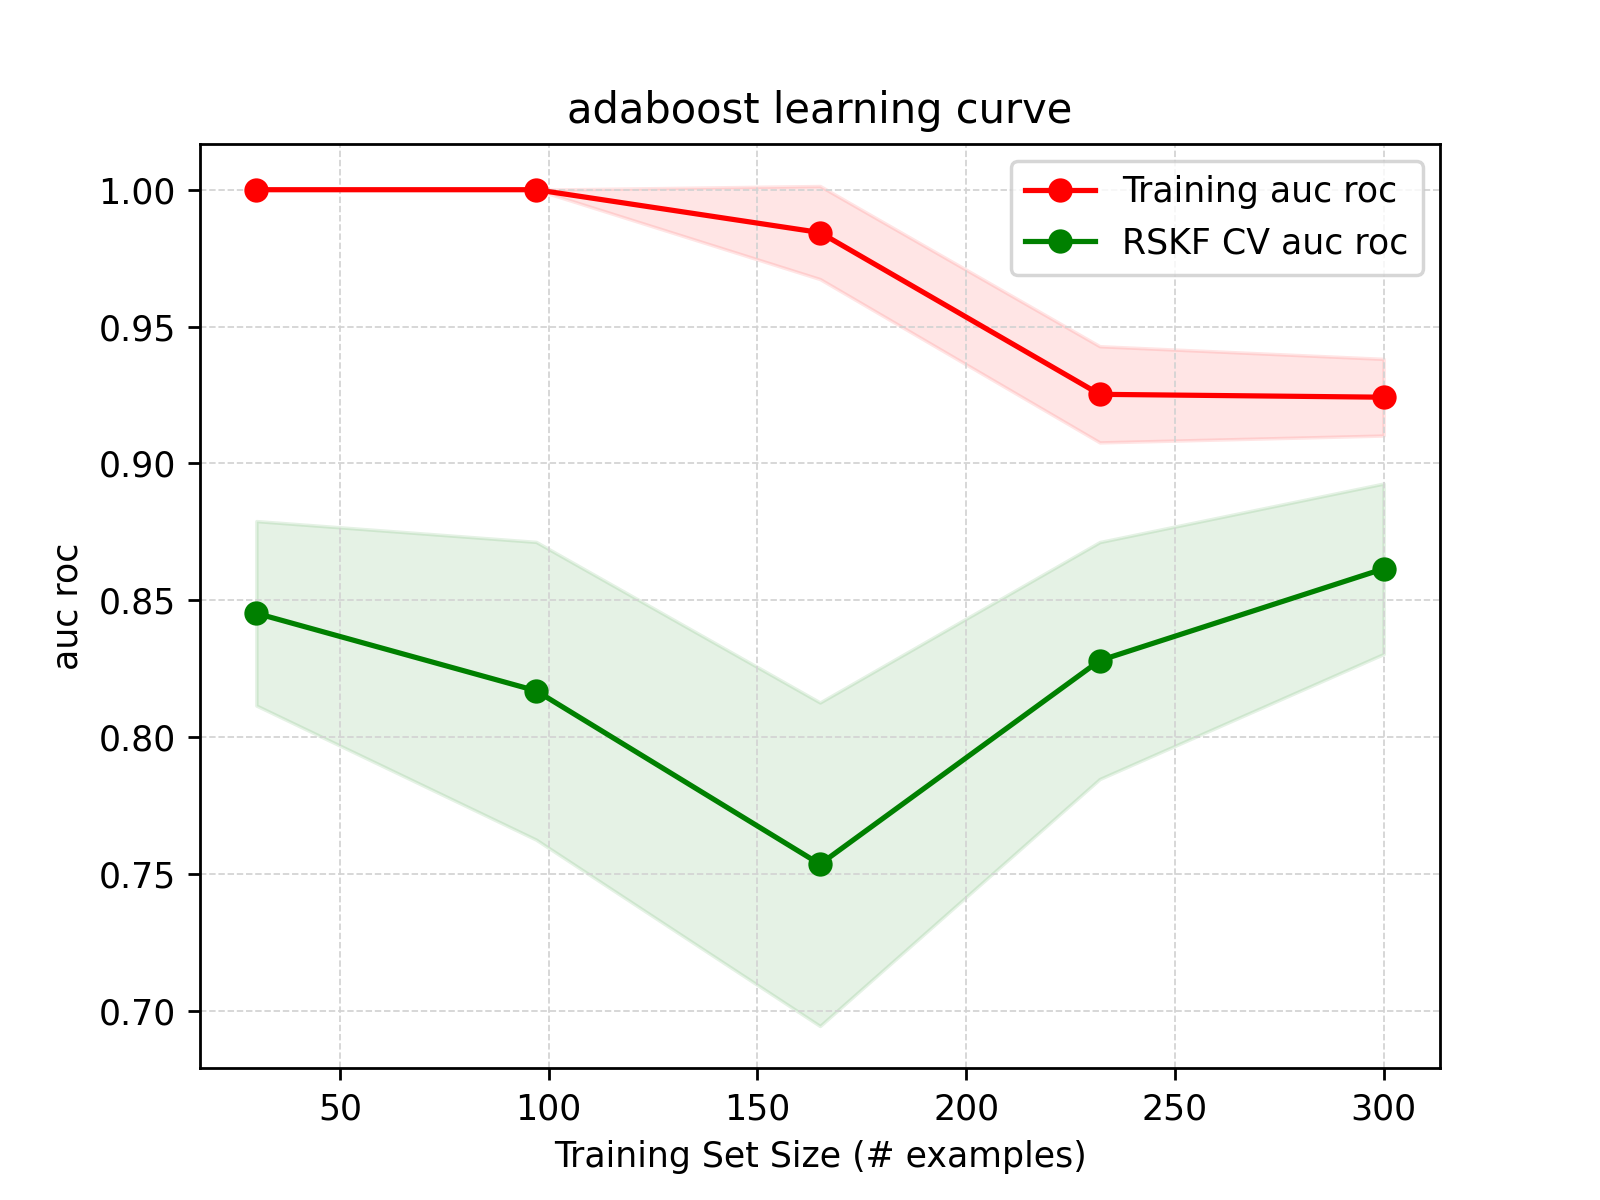 adaboost learning curve
Training auc roc
RSKF CV auc roc
1.00
0.95
0.90
0.85
0.80
0.75
0.70
auc roc
50 100 150 200 250 300
Training Set Size (# examples)